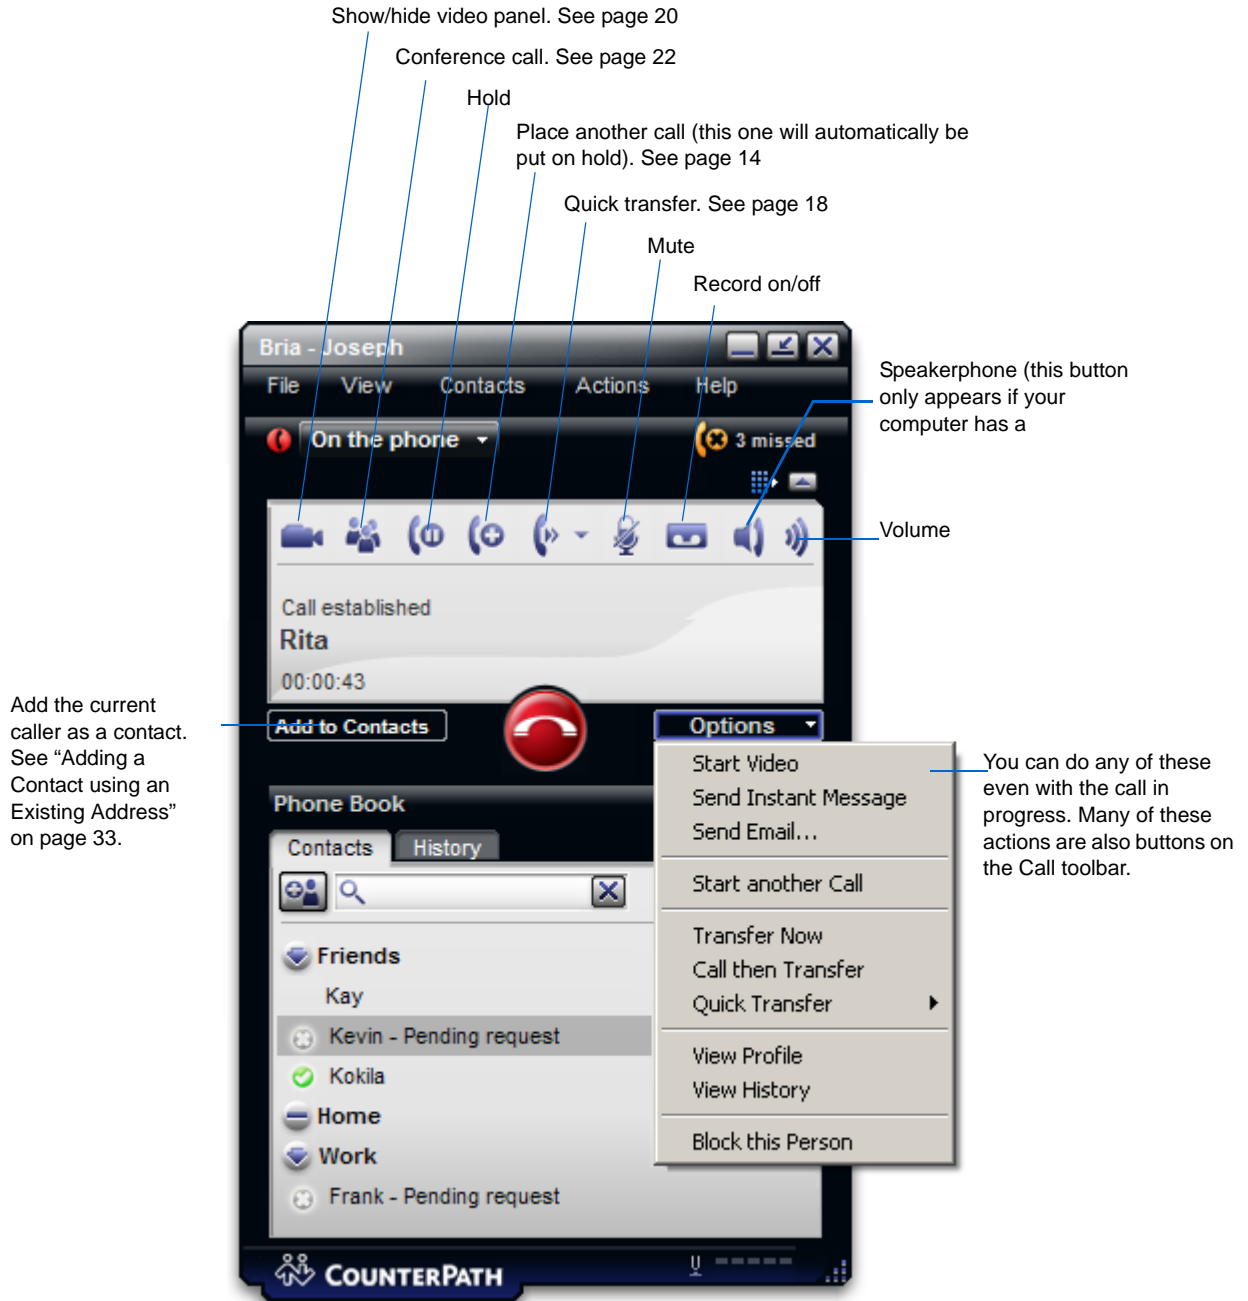 Show/hide video panel. See page 20
Conference call. See page 22
Hold
Place another call (this one will automatically be
put on hold). See page 14
Quick transfer. See page 18
Mute
Record on/off
Bria - Joseph
File View Contacts Actions Help
On the phone
3 missed
Speakerphone (this button
only appears if your
computer has a
Volume
Call established
Rita
00:00:43
Add the current
caller as a contact.
See “Adding a
Contact using an
Existing Address”
on page 33.
Add to Contacts
Options
Start Video
Send Instant Message
Send Email...
Start another Call
Transfer Now
Call then Transfer
Quick Transfer
View Profile
View History
Block this Person
You can do any of these
even with the call in
progress. Many of these
actions are also buttons on
the Call toolbar.
Phone Book
Contacts History
Friends
Kay
Kevin - Pending request
Kokila
Home
Work
Frank - Pending request
COUNTERPATH